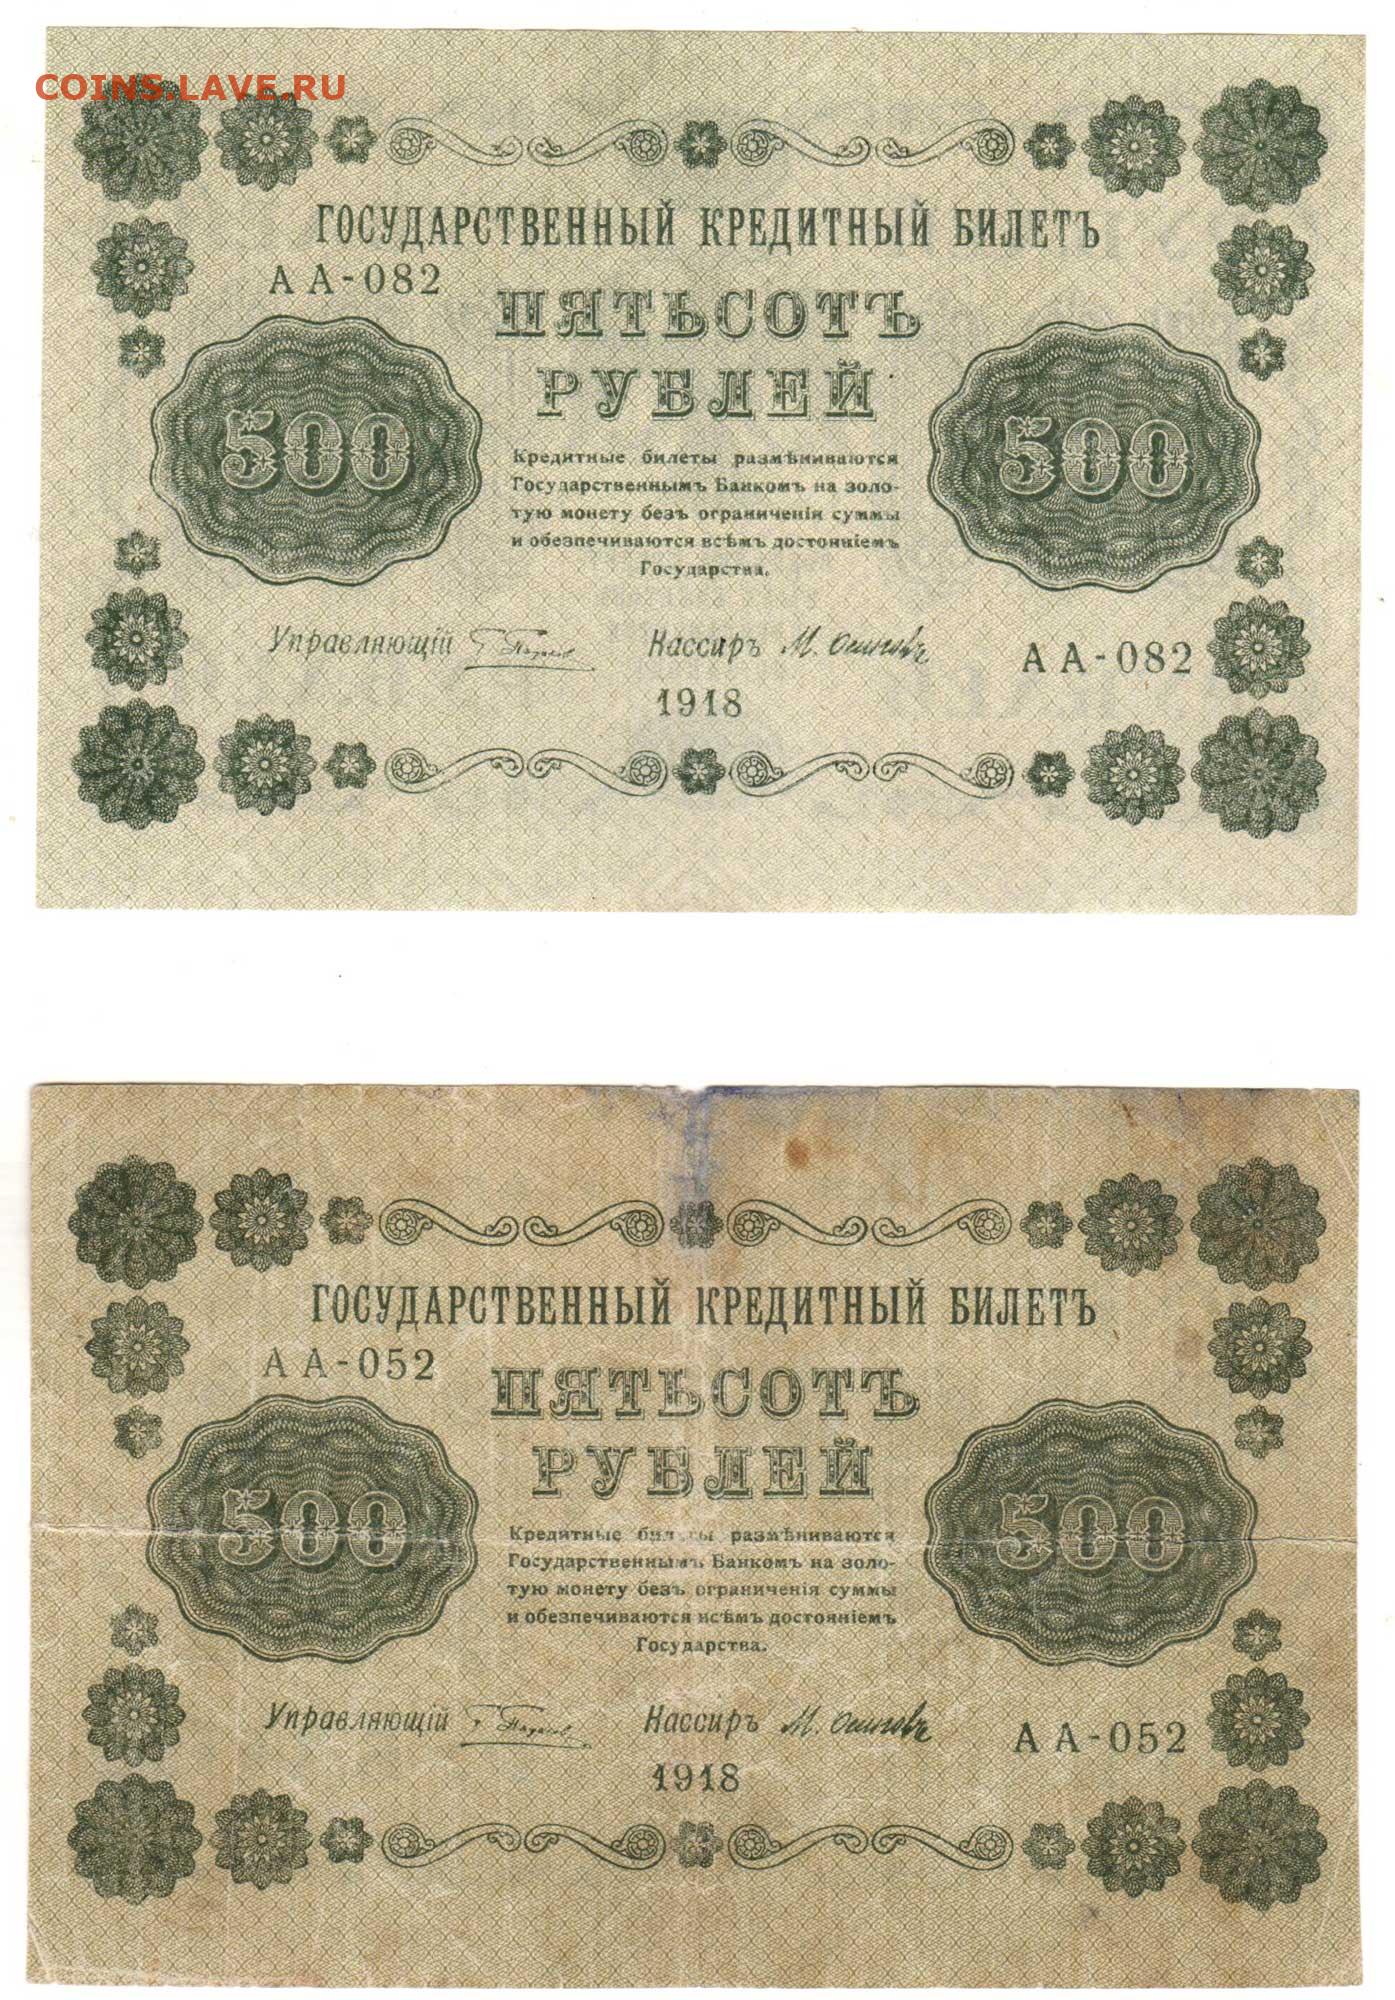 COINS.LAVE.RU
ГОСУДАРСТВЕННЫЙ КРЕДИТНЫЙ БИЛЕТЪ
АА-082
ПЯТЬСОТЪ
РУБЛЕЙ
500
500
Кредитные билеты размѣниваются
Государственнымъ Банкомъ на золо-
тую монету безъ ограниченія суммы
и обезпечиваются всѣмъ достояніемъ
Государства.
Управляющій
Кассиръ М. Осиповъ
АА-082
1918
ГОСУДАРСТВЕННЫЙ КРЕДИТНЫЙ БИЛЕТЪ
АА-052
ПЯТЬСОТЪ
РУБЛЕЙ
500
500
Кредитные билеты размѣниваются
Государственнымъ Банкомъ на золо-
тую монету безъ ограниченія суммы
и обезпечиваются всѣмъ достояніемъ
Государства.
Управляющій
Кассиръ М. Осиповъ
АА-052
1918